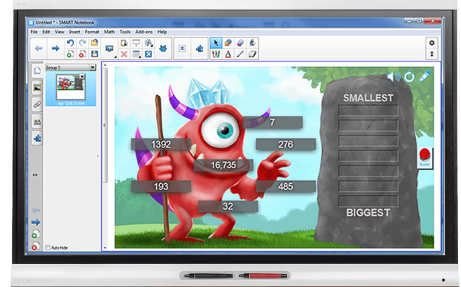 Untitled * - SMART Notebook
File Edit View Insert Format Math Tools Add-ons Help
Group 1
SMALLEST
7
1392
276
16,735
193
485
32
BIGGEST
Auto-hide